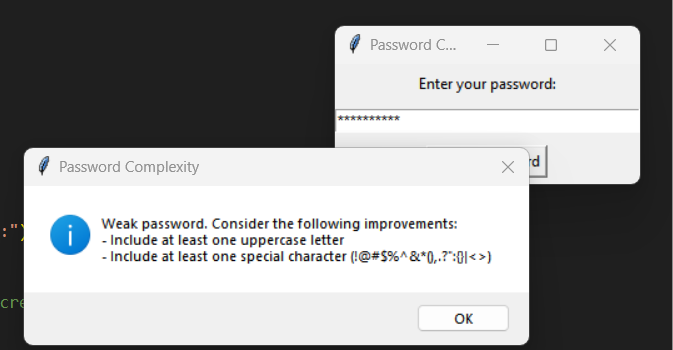 Password C...
Enter your password:
**********
rd
Password Complexity
Weak password. Consider the following improvements:
- Include at least one uppercase letter
- Include at least one special character (!@#$%^&*(),.?":{}|<>)
OK
:")
cre